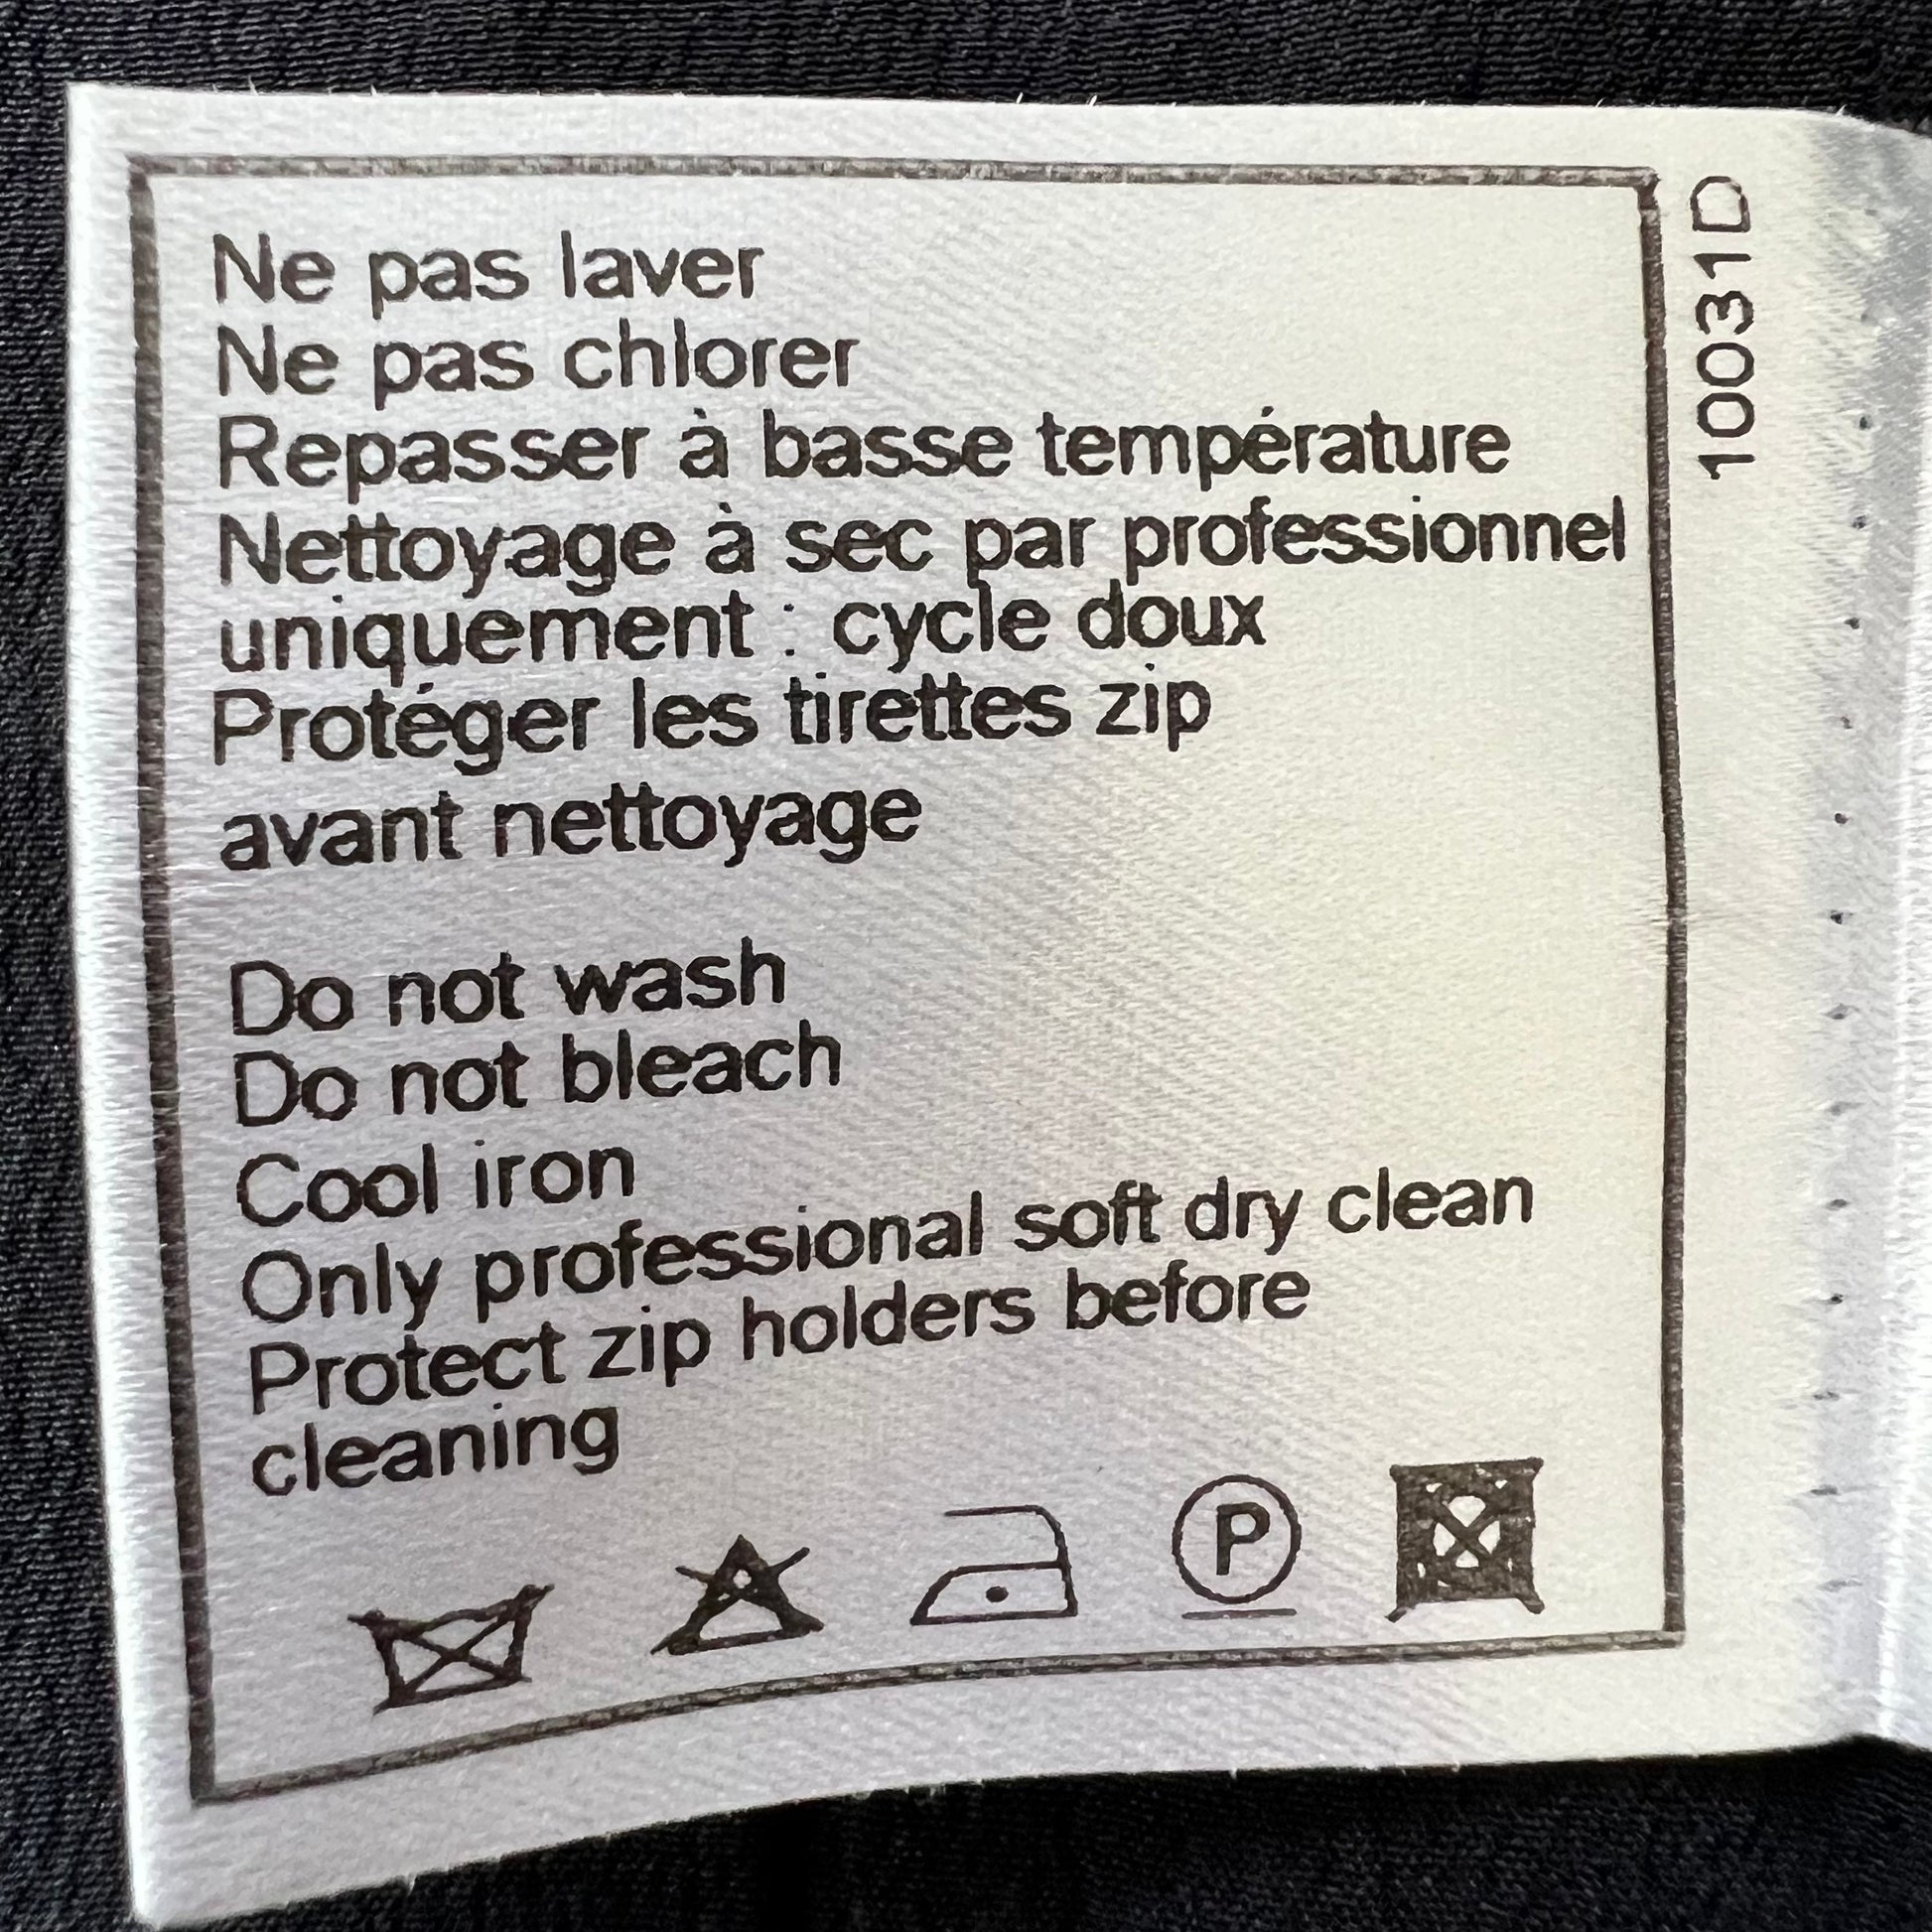 Ne pas laver
Ne pas chlorer
Repasser à basse température
Nettoyage à sec par professionnel
uniquement : cycle doux
Protéger les tirettes zip
avant nettoyage
Do not wash
Do not bleach
Cool iron
Only professional soft dry clean
Protect zip holders before
cleaning
P
10031D